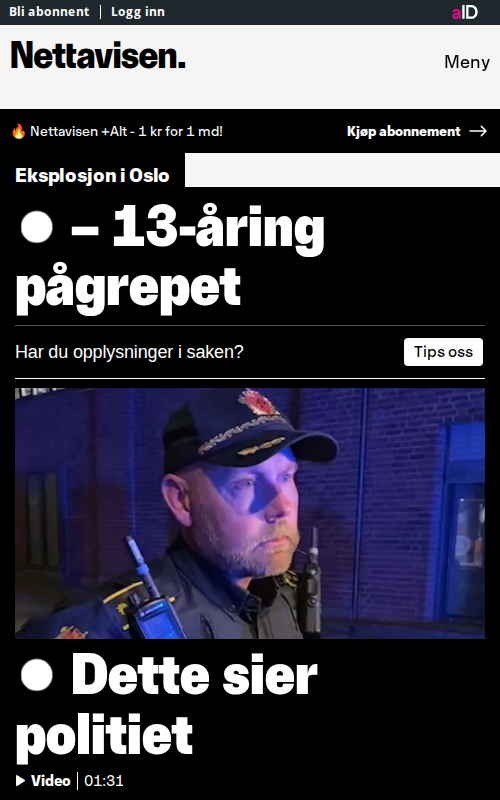 Bli abonnent | Logg inn
aID
Nettavisen.
Meny
🔥 Nettavisen +Alt - 1 kr for 1 md!
Kjøp abonnement →
Eksplosjon i Oslo
– 13-åring
pågrepet
Har du opplysninger i saken?
Tips oss
Dette sier
politiet
Video | 01:31